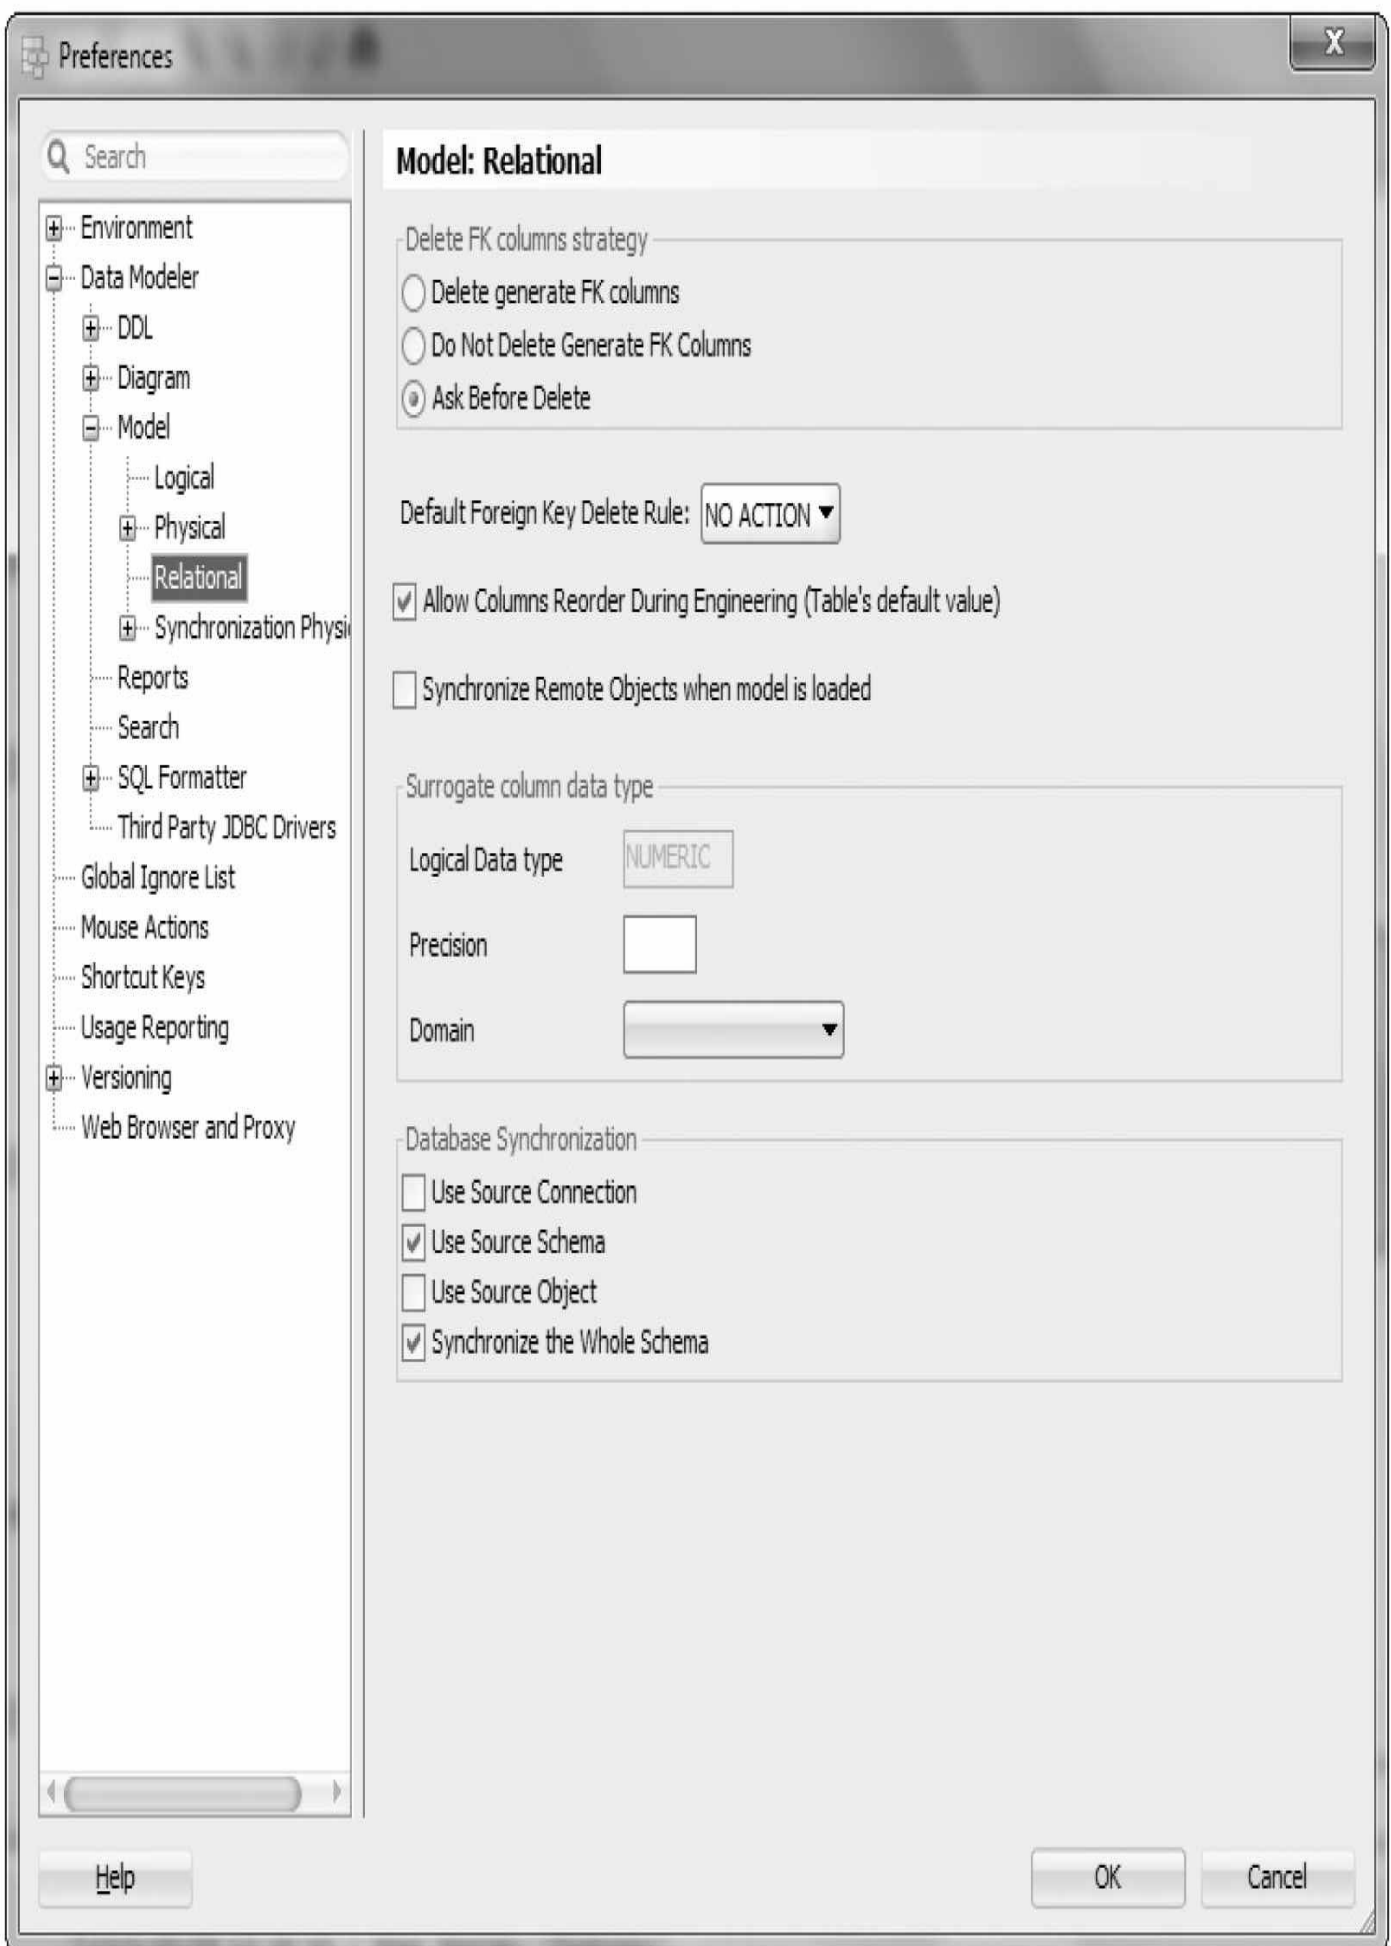 Preferences
X
Search
Environment
Data Modeler
DDL
Diagram
Model
Logical
Physical
Relational
Synchronization Physi
Reports
Search
SQL Formatter
Third Party JDBC Drivers
Global Ignore List
Mouse Actions
Shortcut Keys
Usage Reporting
Versioning
Web Browser and Proxy
Model: Relational
Delete FK columns strategy
Delete generate FK columns
Do Not Delete Generate FK Columns
Ask Before Delete
Default Foreign Key Delete Rule: NO ACTION
Allow Columns Reorder During Engineering (Table's default value)
Synchronize Remote Objects when model is loaded
Surrogate column data type
Logical Data type NUMERIC
Precision
Domain
Database Synchronization
Use Source Connection
Use Source Schema
Use Source Object
Synchronize the Whole Schema
Help
OK
Cancel